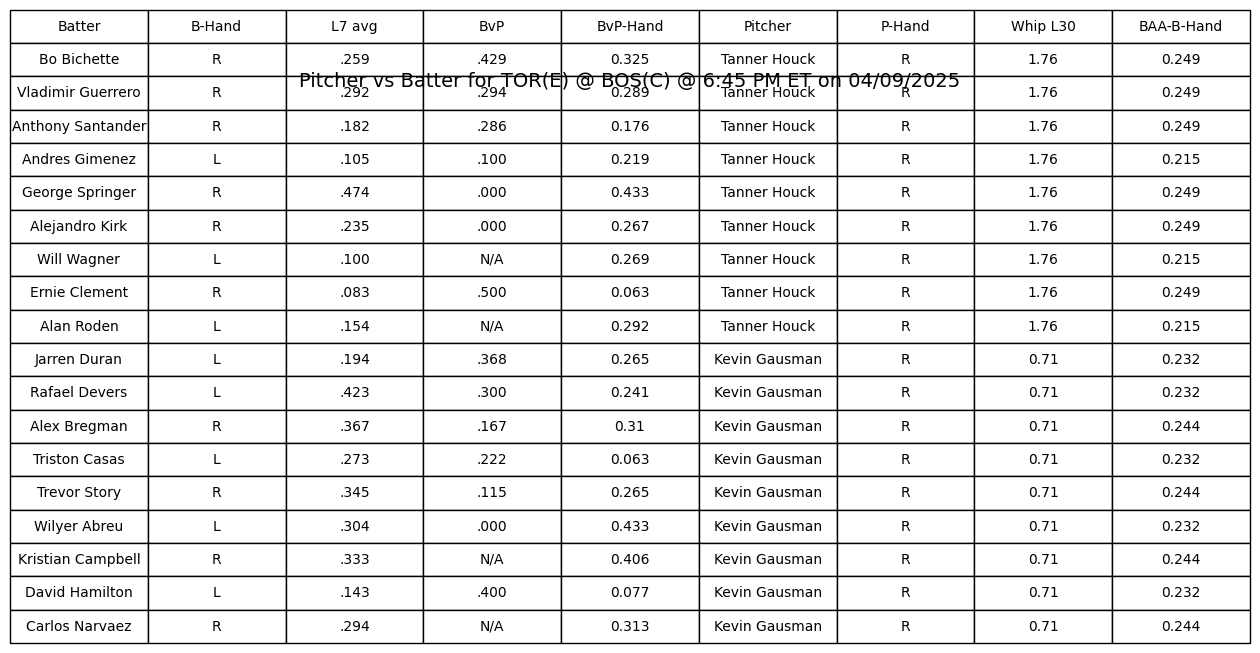 Batter B-Hand L7 avg BvP BvP-Hand Pitcher P-Hand Whip L30 BAA-B-Hand
Bo Bichette R .259 .429 0.325 Tanner Houck R 1.76 0.249
Pitcher vs Batter for TOR(E) @ BOS(C) @ 6:45 PM ET on 04/09/2025
Vladimir Guerrero R .292 .294 0.289 Tanner Houck R 1.76 0.249
Anthony Santander R .182 .286 0.176 Tanner Houck R 1.76 0.249
Andres Gimenez L .105 .100 0.219 Tanner Houck R 1.76 0.215
George Springer R .474 .000 0.433 Tanner Houck R 1.76 0.249
Alejandro Kirk R .235 .000 0.267 Tanner Houck R 1.76 0.249
Will Wagner L .100 N/A 0.269 Tanner Houck R 1.76 0.215
Ernie Clement R .083 .500 0.063 Tanner Houck R 1.76 0.249
Alan Roden L .154 N/A 0.292 Tanner Houck R 1.76 0.215
Jarren Duran L .194 .368 0.265 Kevin Gausman R 0.71 0.232
Rafael Devers L .423 .300 0.241 Kevin Gausman R 0.71 0.232
Alex Bregman R .367 .167 0.31 Kevin Gausman R 0.71 0.244
Triston Casas L .273 .222 0.063 Kevin Gausman R 0.71 0.232
Trevor Story R .345 .115 0.265 Kevin Gausman R 0.71 0.244
Wilyer Abreu L .304 .000 0.433 Kevin Gausman R 0.71 0.232
Kristian Campbell R .333 N/A 0.406 Kevin Gausman R 0.71 0.244
David Hamilton L .143 .400 0.077 Kevin Gausman R 0.71 0.232
Carlos Narvaez R .294 N/A 0.313 Kevin Gausman R 0.71 0.244